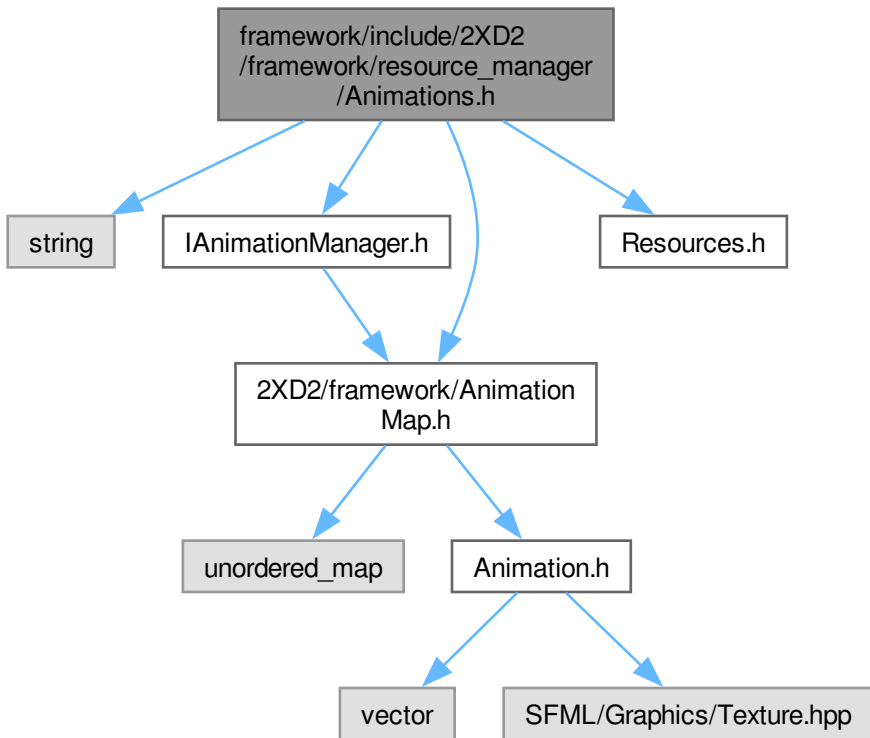 framework/include/2XD2
/framework/resource_manager
/Animations.h
string
IAnimationManager.h
Resources.h
2XD2/framework/Animation
Map.h
unordered_map
Animation.h
vector
SFML/Graphics/Texture.hpp